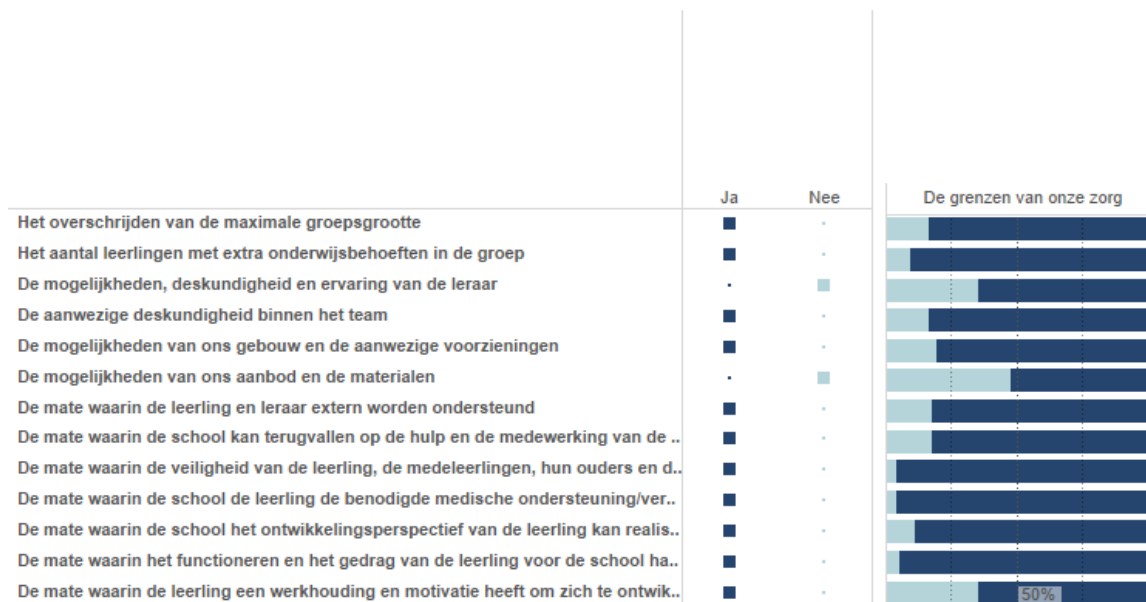 Ja Nee De grenzen van onze zorg
Het overschrijden van de maximale groepsgrootte
Het aantal leerlingen met extra onderwijsbehoeften in de groep
De mogelijkheden, deskundigheid en ervaring van de leraar
De aanwezige deskundigheid binnen het team
De mogelijkheden van ons gebouw en de aanwezige voorzieningen
De mogelijkheden van ons aanbod en de materialen
De mate waarin de leerling en leraar extern worden ondersteund
De mate waarin de school kan terugvallen op de hulp en de medewerking van de ..
De mate waarin de veiligheid van de leerling, de medeleerlingen, hun ouders en d..
De mate waarin de school de leerling de benodigde medische ondersteuning/ver..
De mate waarin de school het ontwikkelingsperspectief van de leerling kan realis..
De mate waarin het functioneren en het gedrag van de leerling voor de school ha..
De mate waarin de leerling een werkhouding en motivatie heeft om zich te ontwik.. 50%